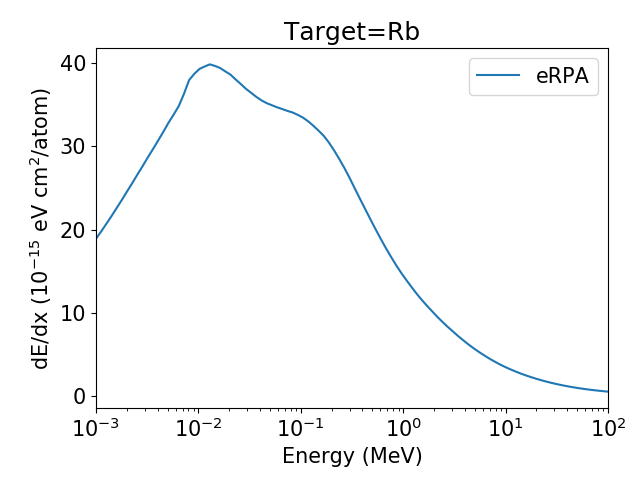 Target=Rb
eRPA
dE/dx (10⁻¹⁵ eV cm²/atom)
40
30
20
10
0
10⁻³ 10⁻² 10⁻¹ 10⁰ 10¹ 10²
Energy (MeV)